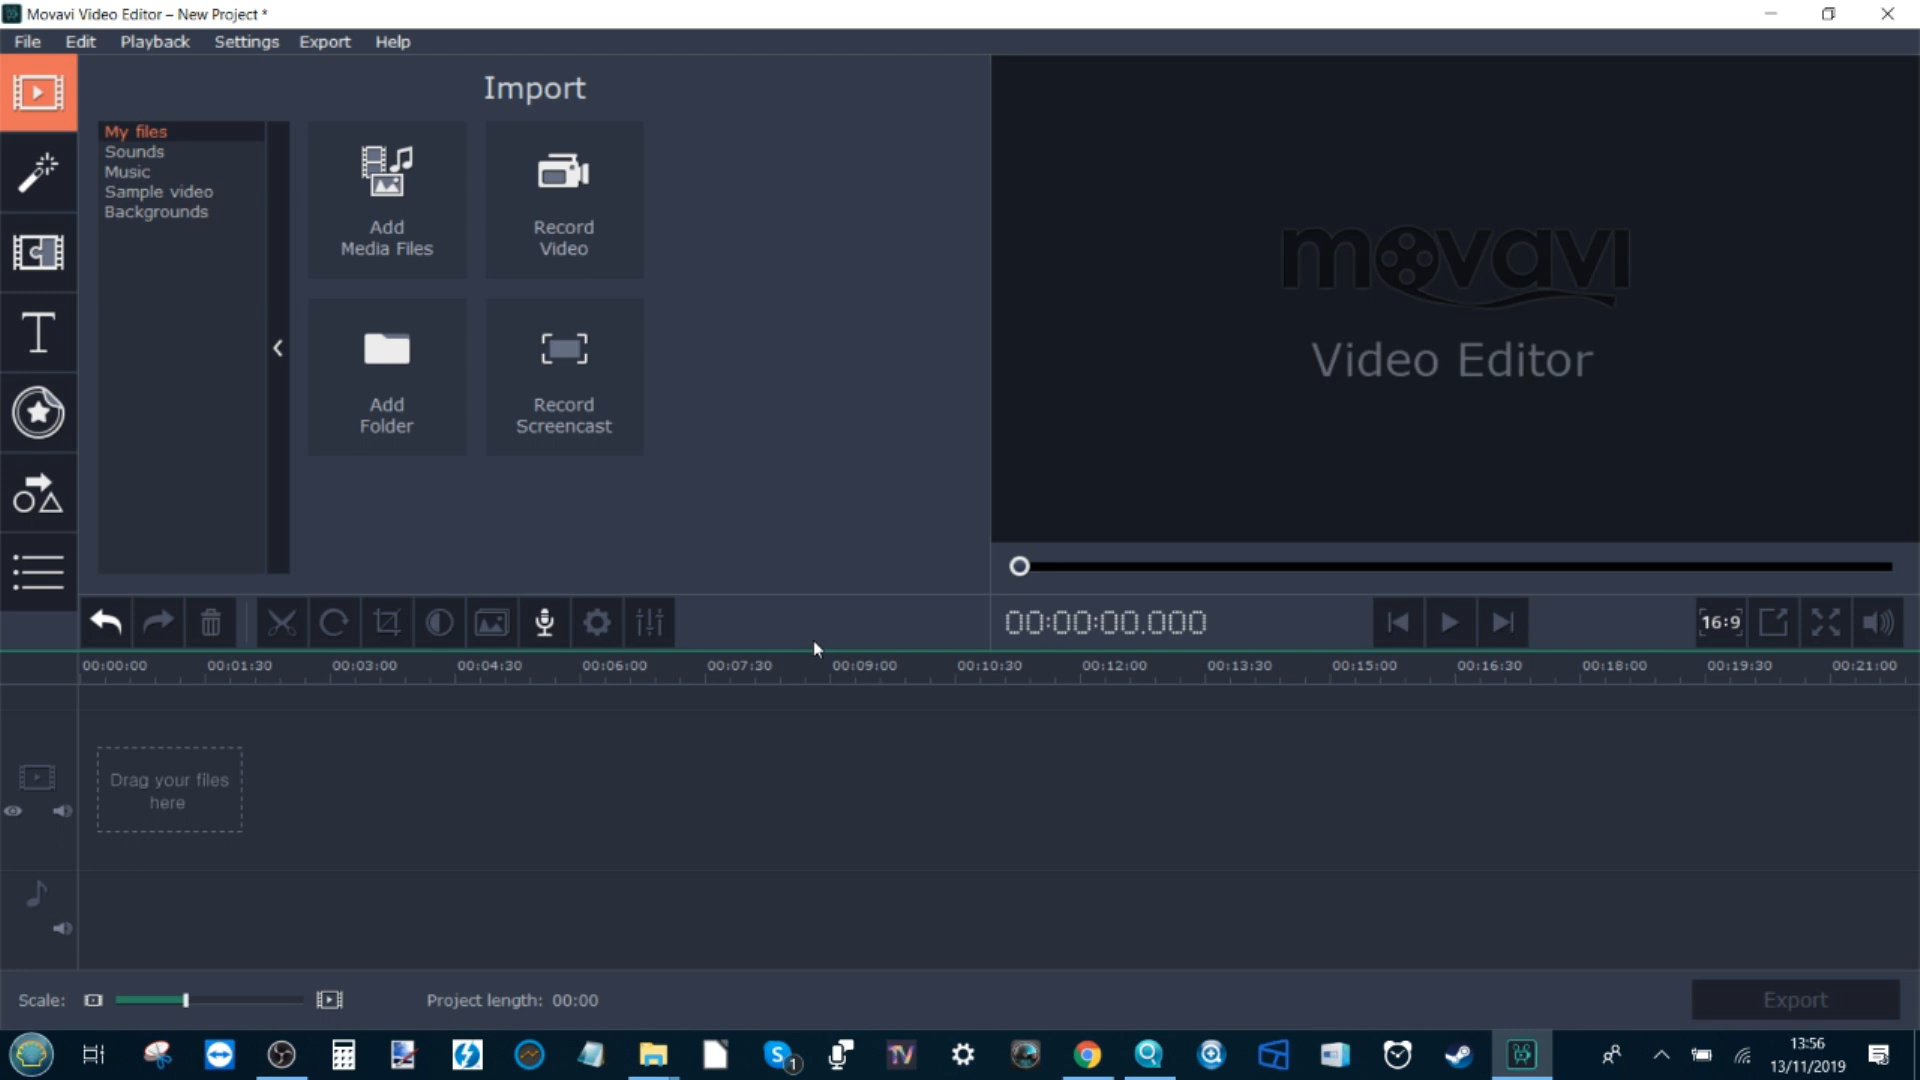 Movavi Video Editor – New Project *
File Edit Playback Settings Export Help
Import
My files
Sounds
Music
Sample video
Backgrounds
Add
Media Files
Record
Video
Add
Folder
Record
Screencast
movavi
Video Editor
00:00:00.000
16:9
00:00:00 00:01:30 00:03:00 00:04:30 00:06:00 00:07:30 00:09:00 00:10:30 00:12:00 00:13:30 00:15:00 00:16:30 00:18:00 00:19:30 00:21:00
Drag your files
here
Scale:
Project length: 00:00
Export
S 1
TV
13:56
13/11/2019